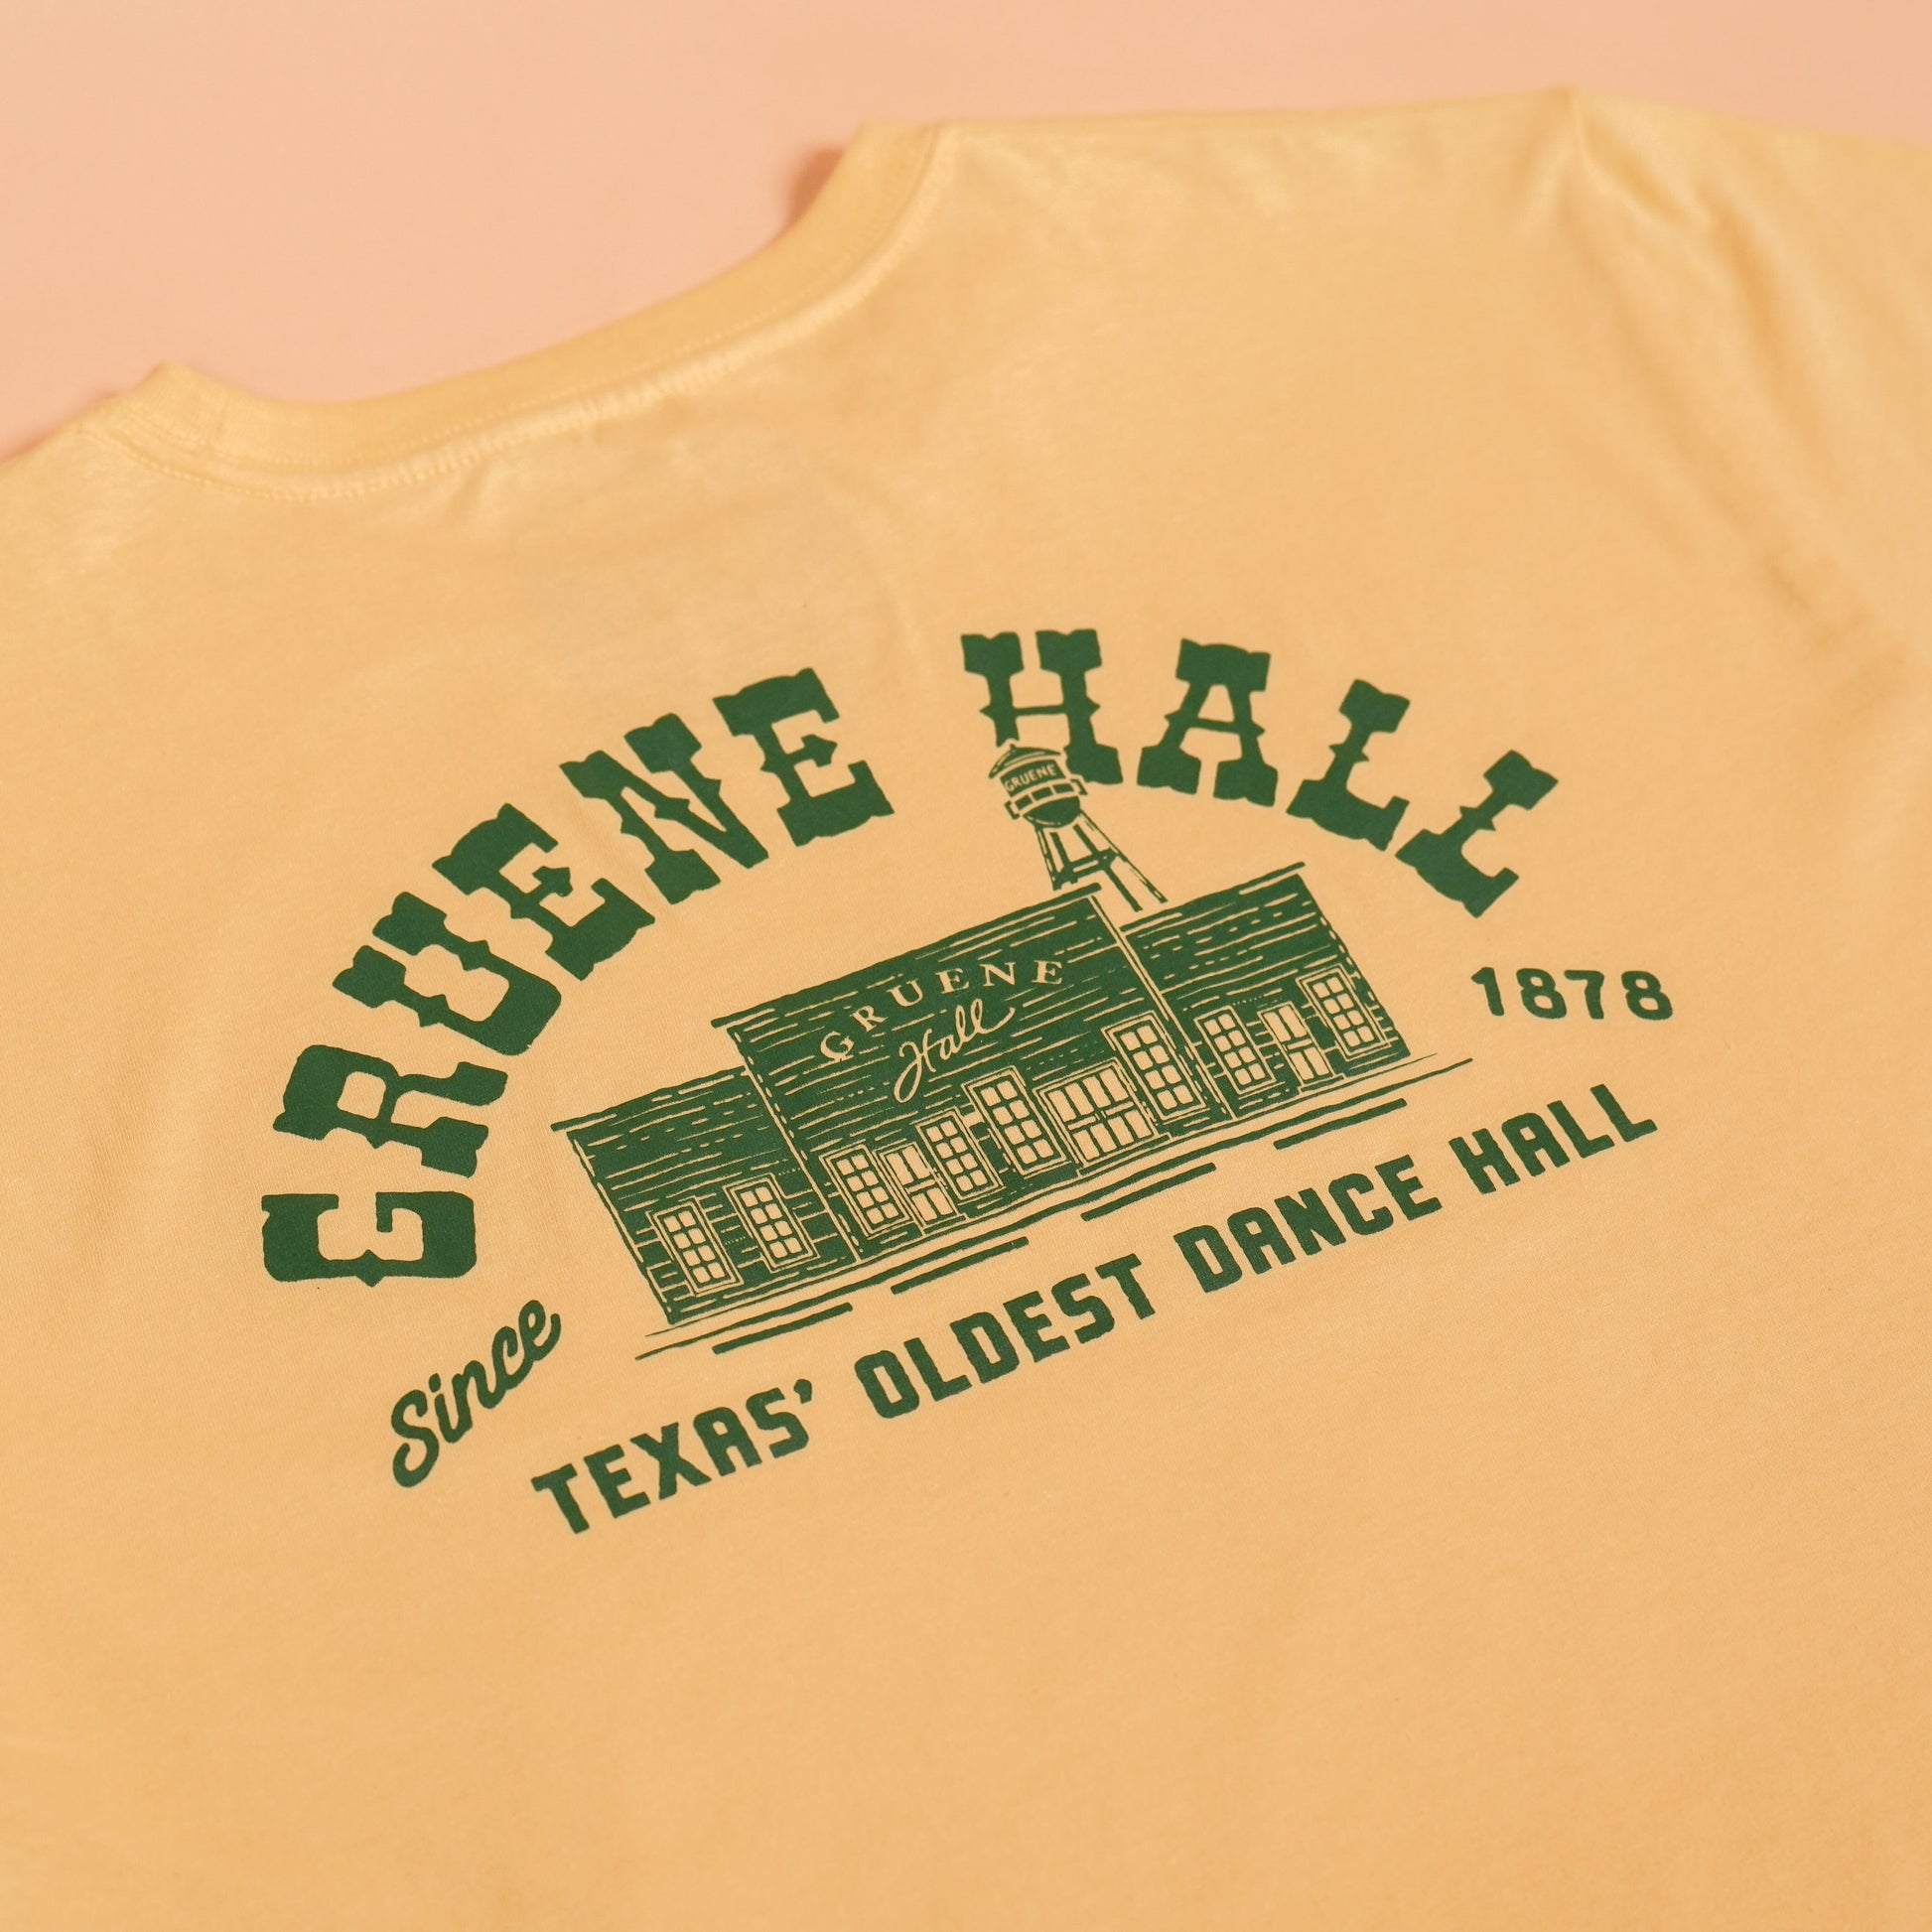 GRUENE HALL
GRUENE
GRUENE
Hall
Since 1878
TEXAS' OLDEST DANCE HALL